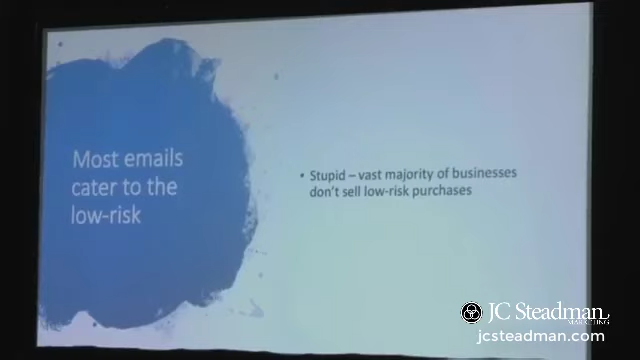 Most emails
cater to the
low-risk
• Stupid – vast majority of businesses
don't sell low-risk purchases
JC Steadman
MARKETING
jcsteadman.com